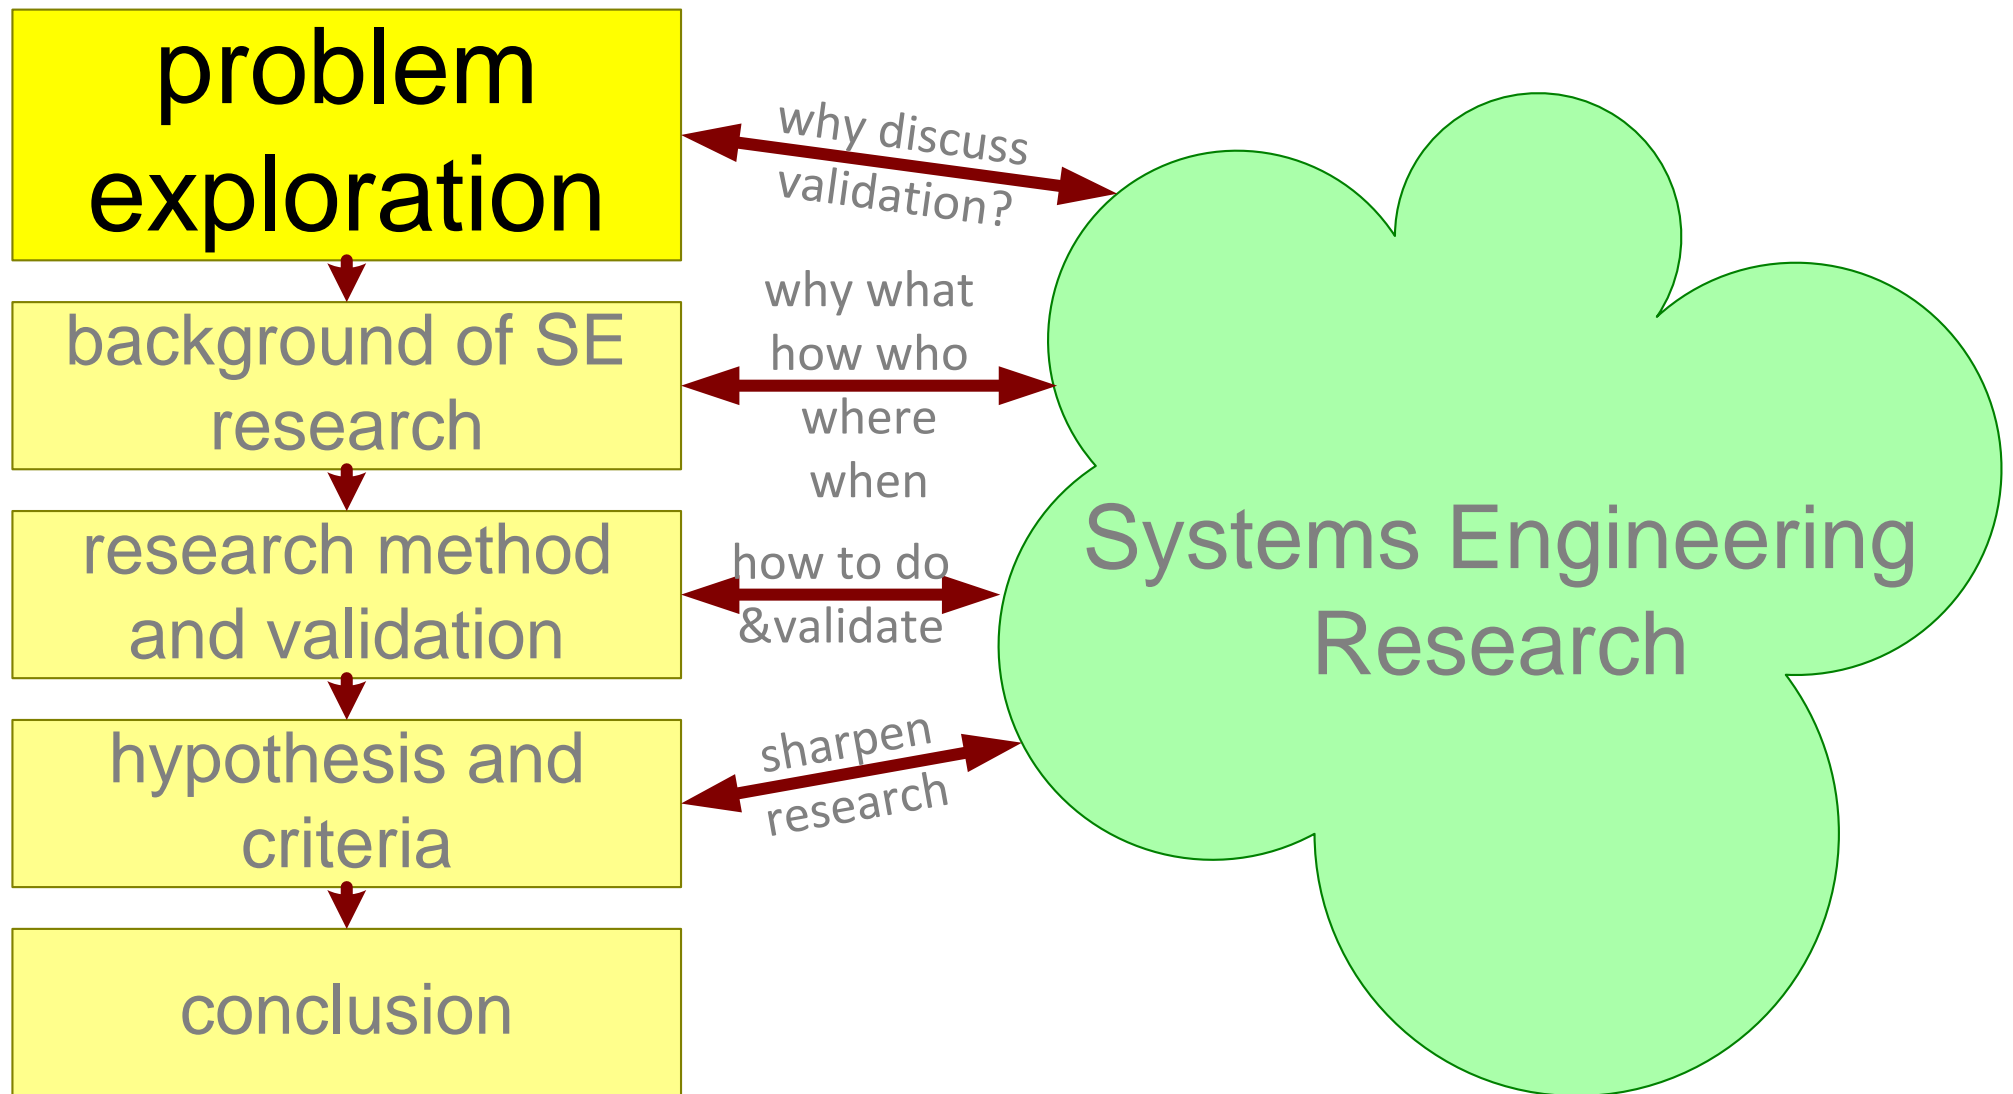 problem
exploration
why discuss
validation?
background of SE
research
why what
how who
where
when
research method
and validation
how to do
&validate
hypothesis and
criteria
sharpen
research
conclusion
Systems Engineering
Research